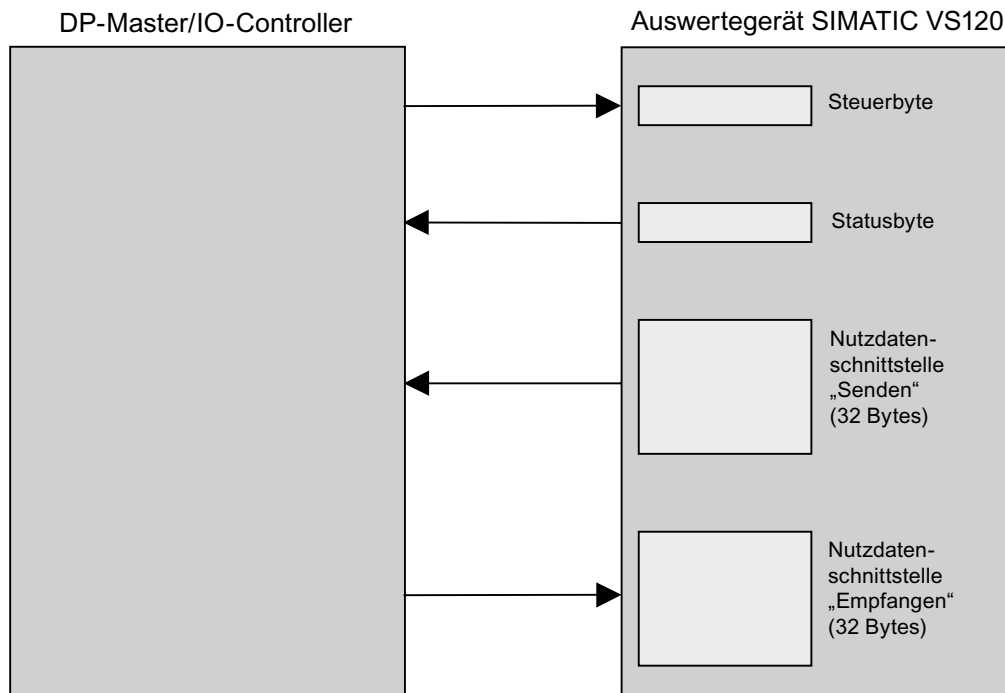 DP-Master/IO-Controller
Auswertegerät SIMATIC VS120
Steuerbyte
Statusbyte
Nutzdaten-
schnittstelle
„Senden“
(32 Bytes)
Nutzdaten-
schnittstelle
„Empfangen“
(32 Bytes)